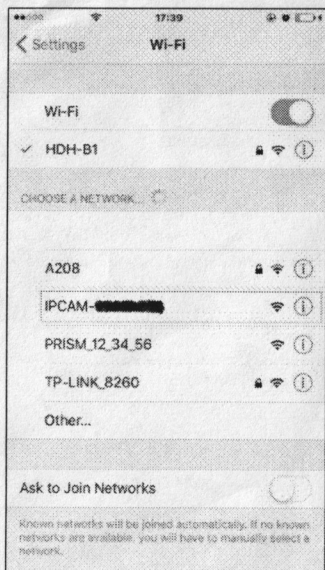 17:39
Settings
Wi-Fi
Wi-Fi
HDH-B1
CHOOSE A NETWORK...
A208
IPCAM-
PRISM_12_34_56
TP-LINK_8260
Other...
Ask to Join Networks
Known networks will be joined automatically. If no known
networks are available, you will have to manually select a
network.